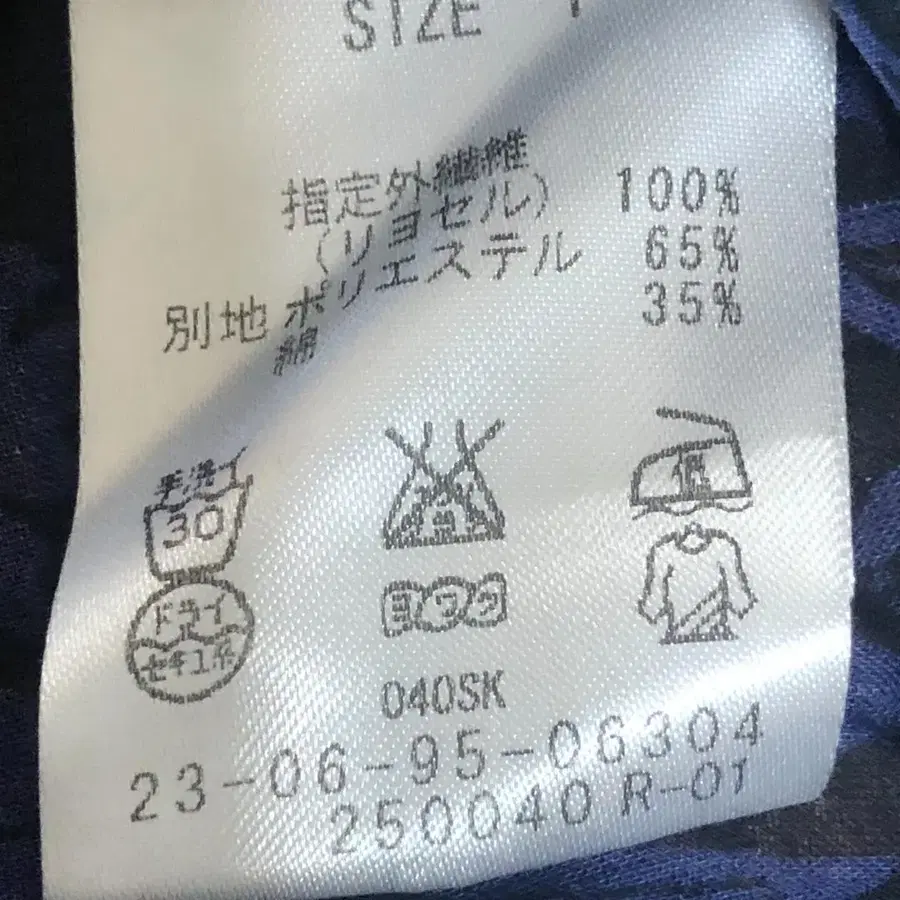 SIZE
指定外繊維
(リヨセル) 100%
別地 ポリエステル 65%
綿 35%
手洗イ
30
低
ドライ
セキユ系
ヨワク
040SK
23-06-95-06304
250040 R-01